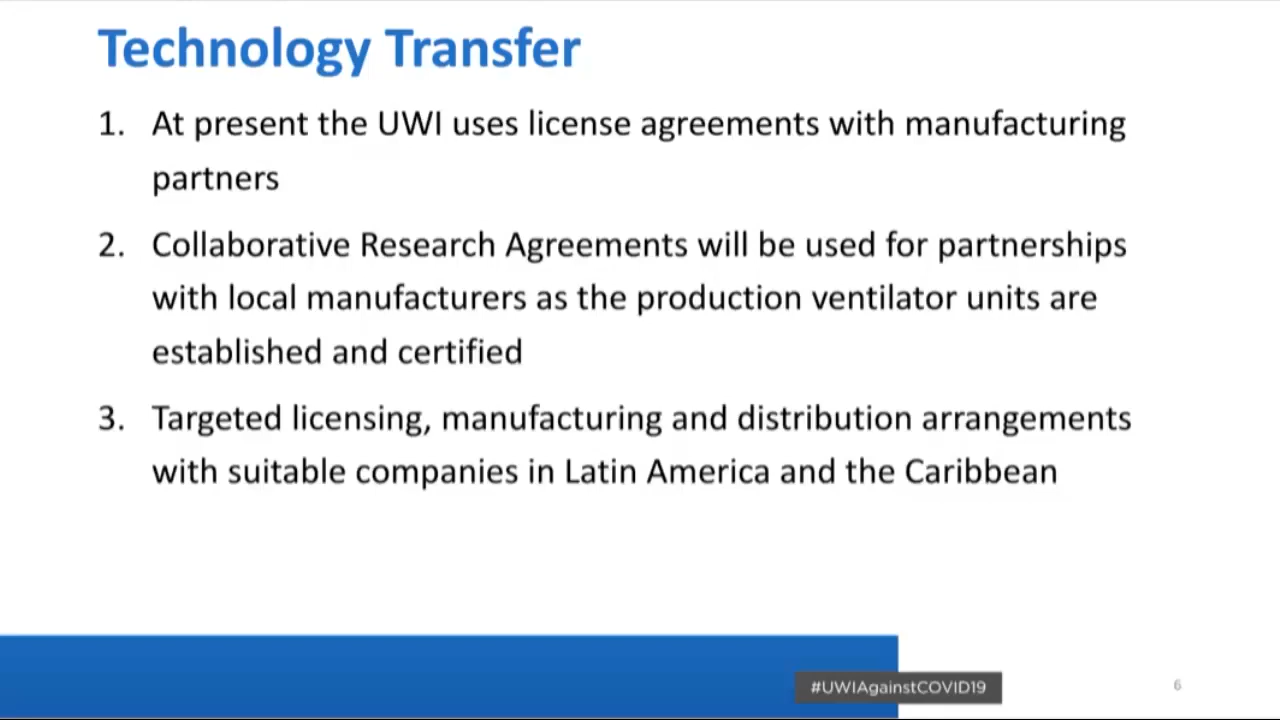 Technology Transfer
1. At present the UWI uses license agreements with manufacturing
partners
2. Collaborative Research Agreements will be used for partnerships
with local manufacturers as the production ventilator units are
established and certified
3. Targeted licensing, manufacturing and distribution arrangements
with suitable companies in Latin America and the Caribbean
#UWIAgainstCOVID19
6